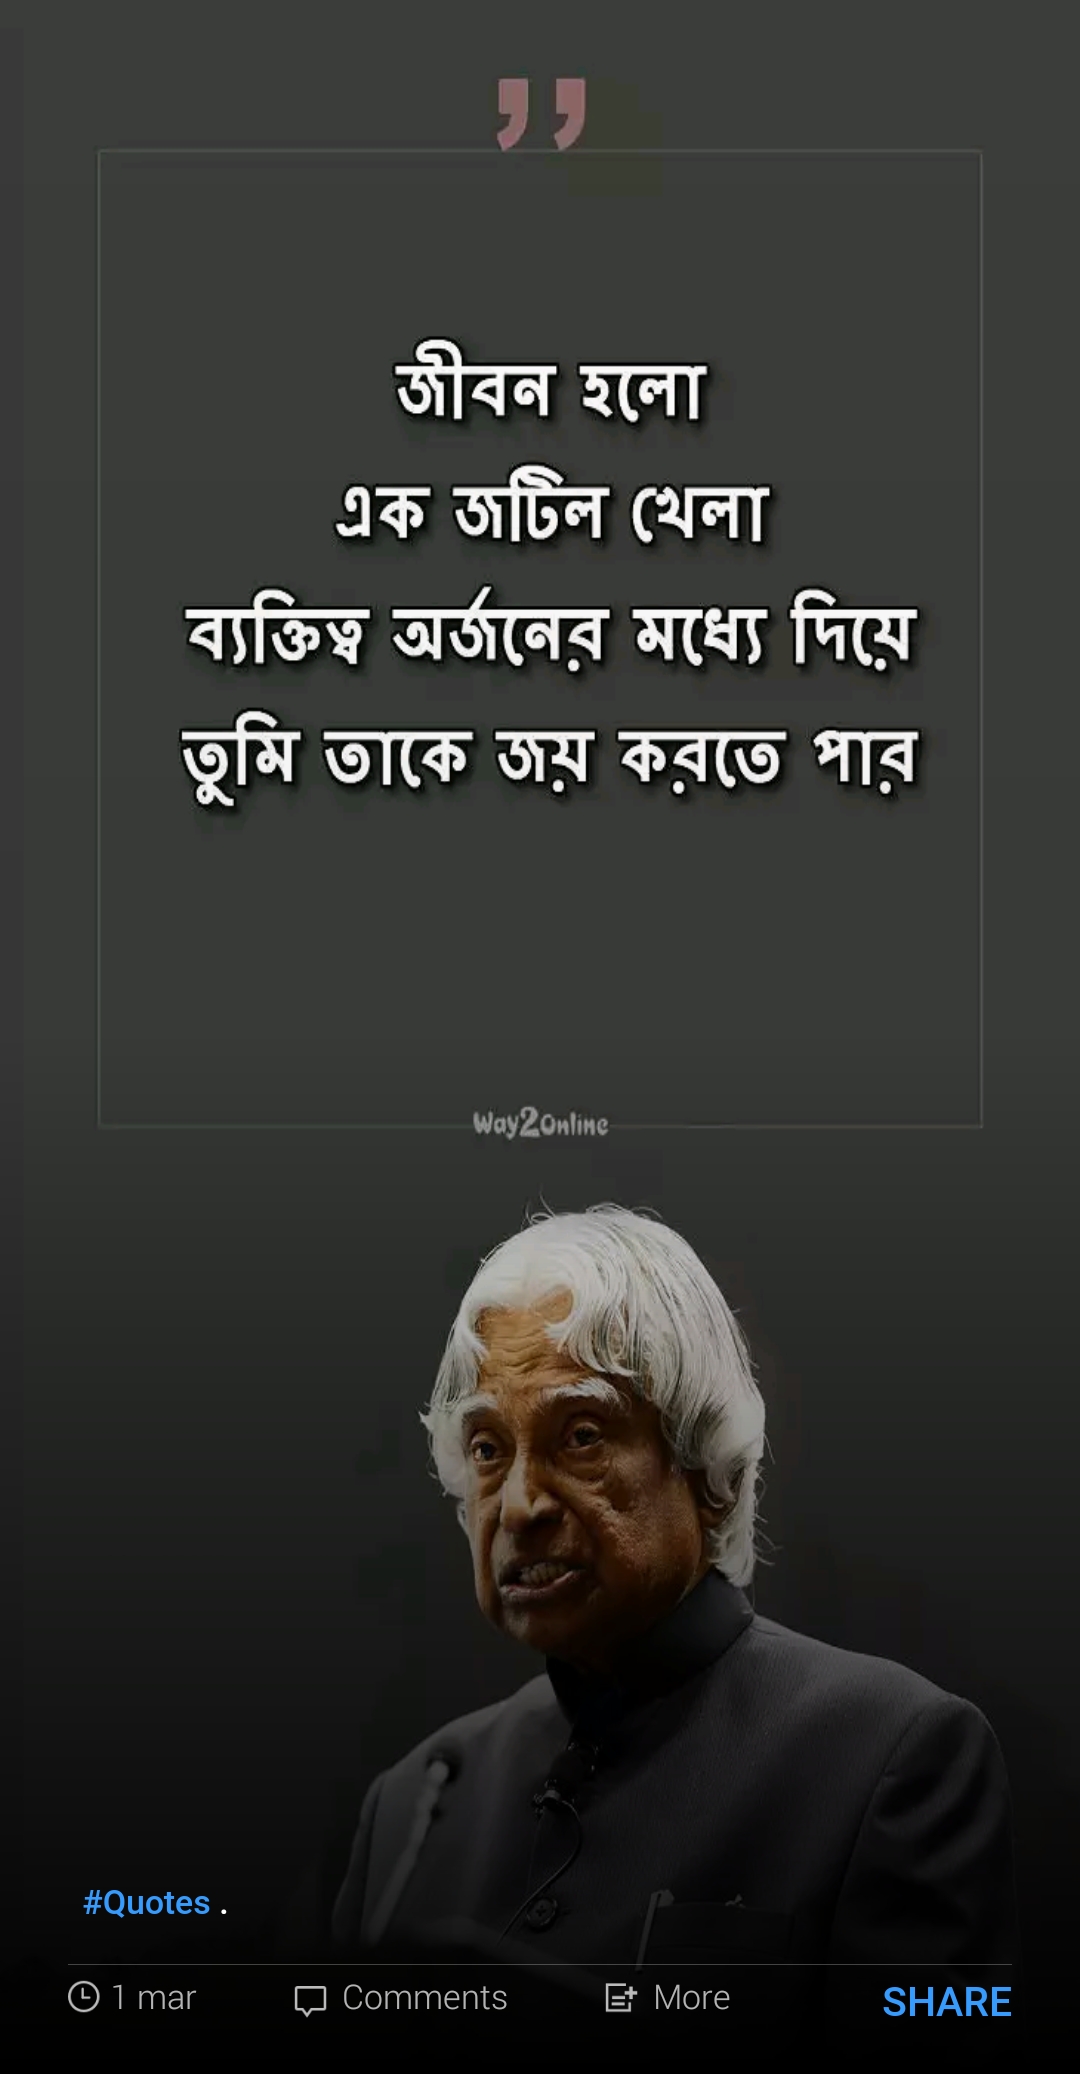 ”
জীবন হলো
এক জটিল খেলা
ব্যক্তিত্ব অর্জনের মধ্যে দিয়ে
তুমি তাকে জয় করতে পার
Way2Online
#Quotes .
1 mar Comments More SHARE